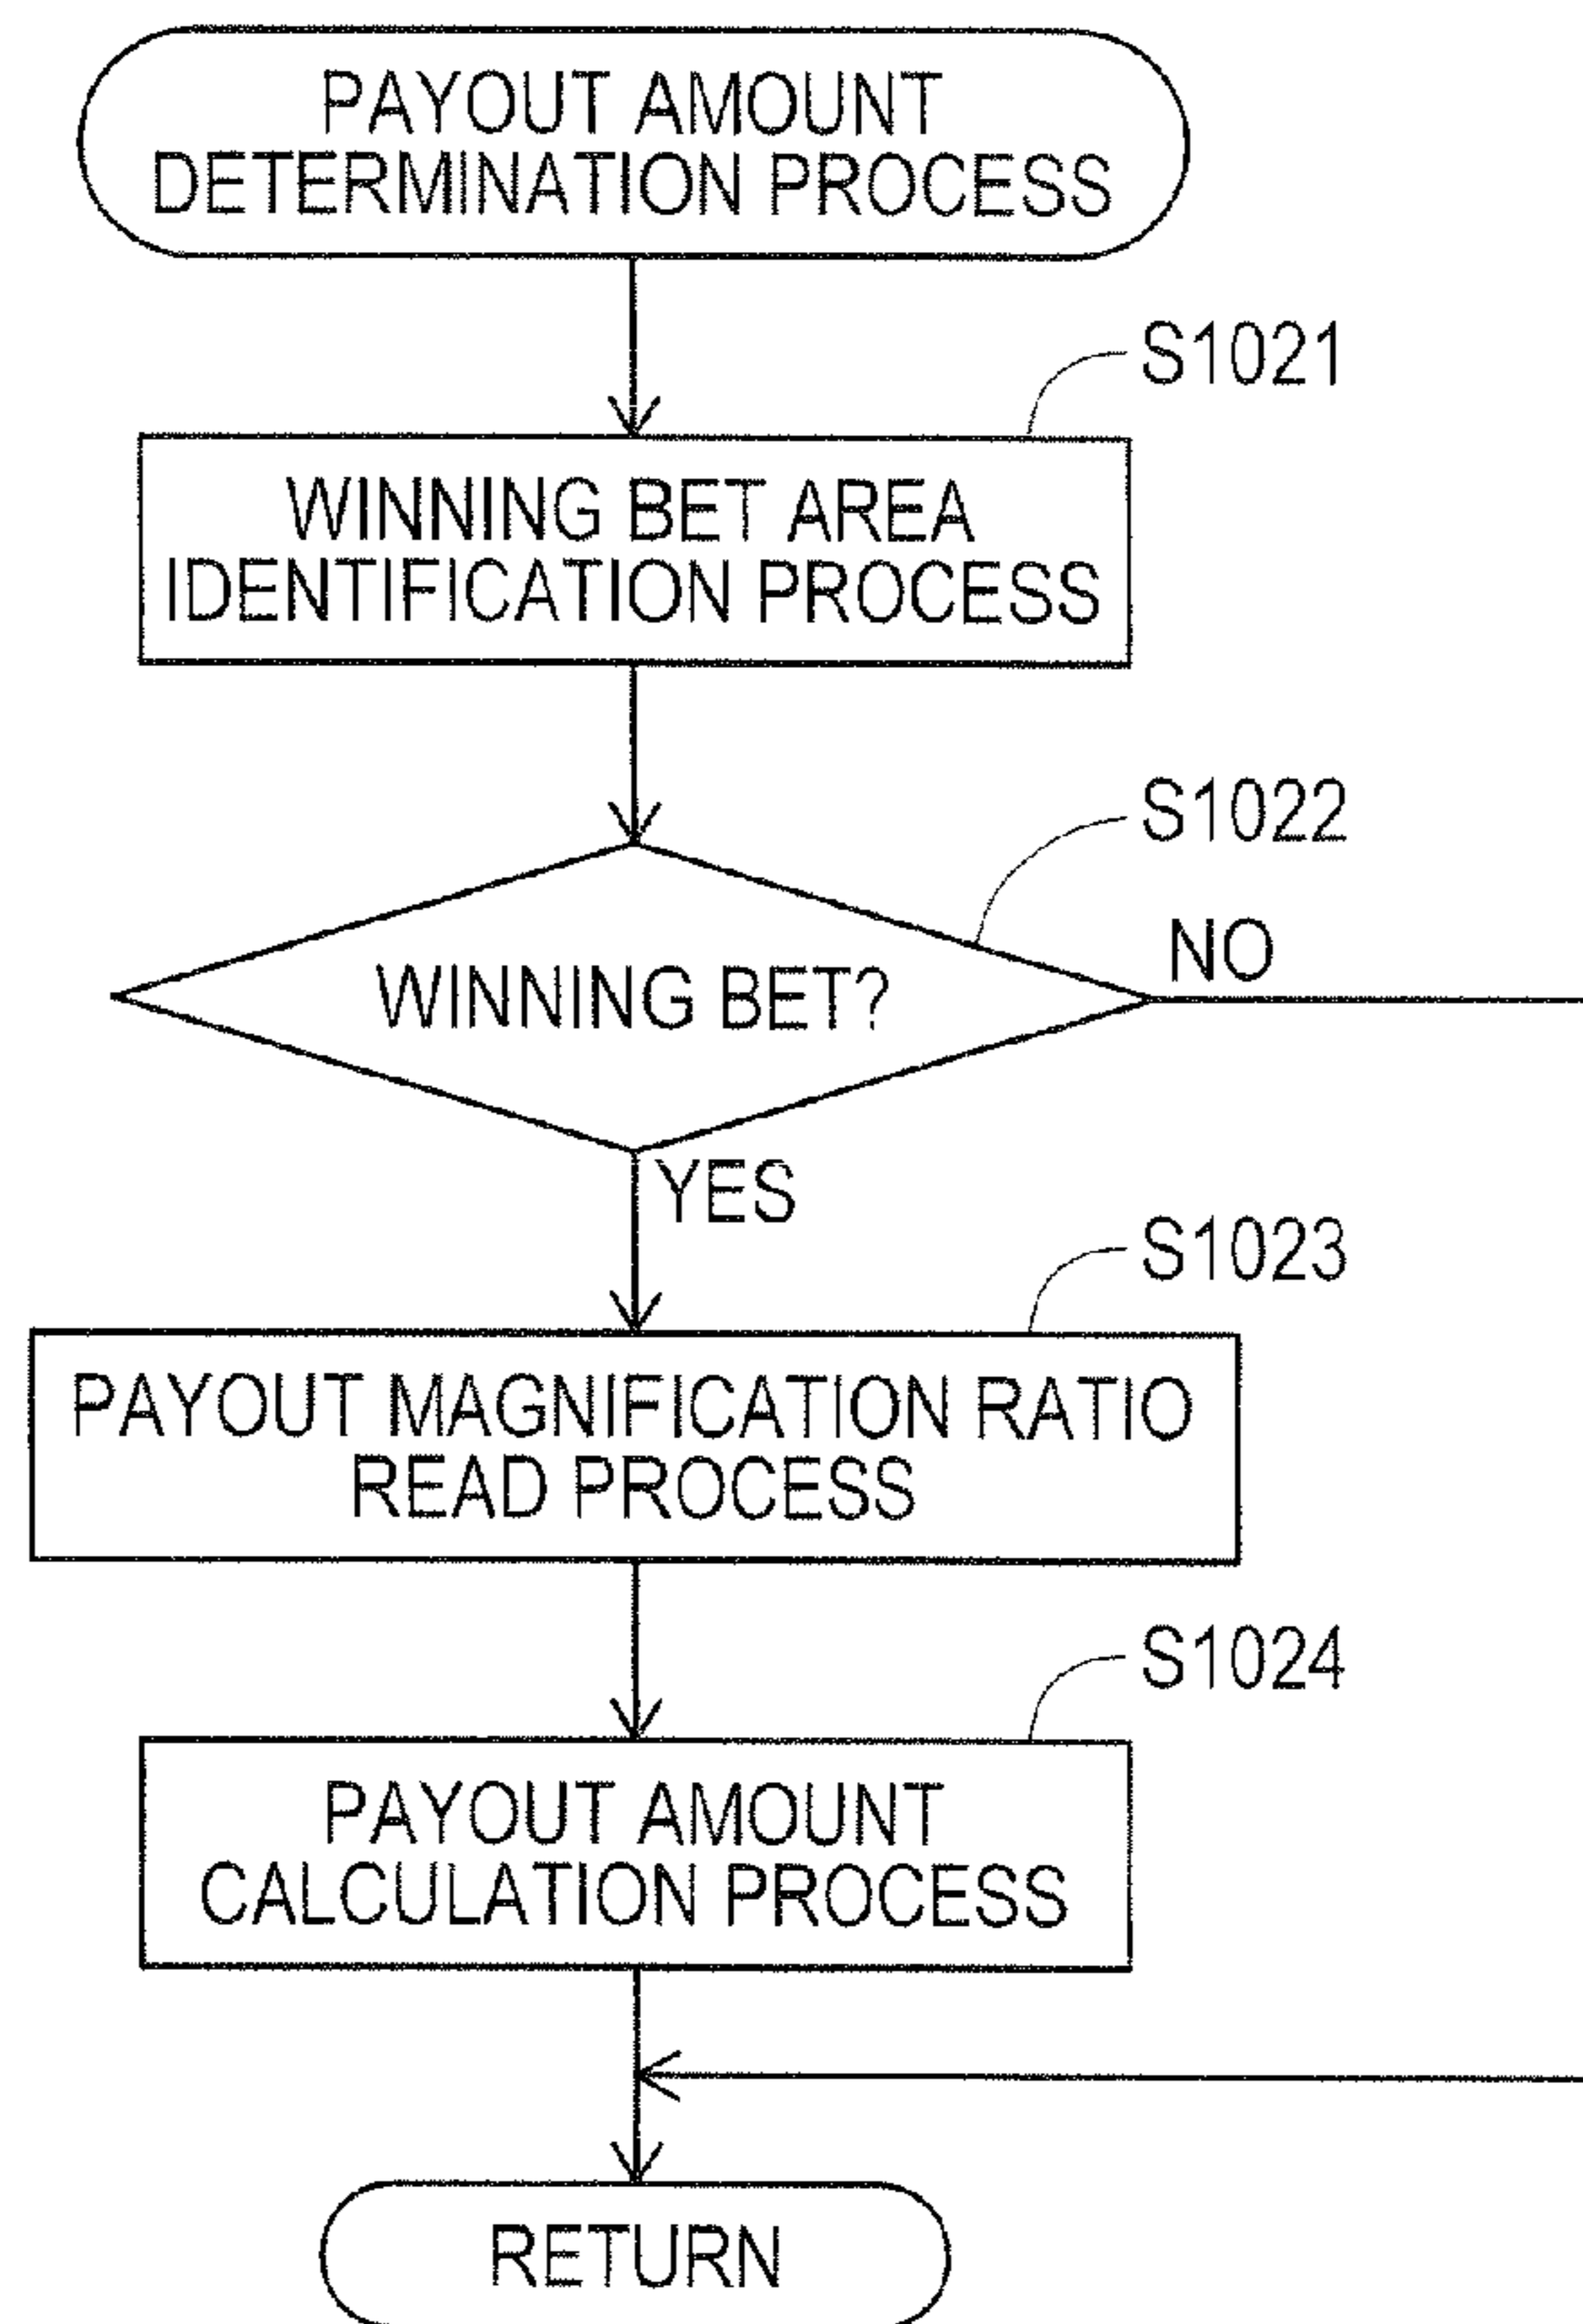 PAYOUT AMOUNT
DETERMINATION PROCESS
S1021
WINNING BET AREA
IDENTIFICATION PROCESS
S1022
WINNING BET?
NO
YES
S1023
PAYOUT MAGNIFICATION RATIO
READ PROCESS
S1024
PAYOUT AMOUNT
CALCULATION PROCESS
RETURN